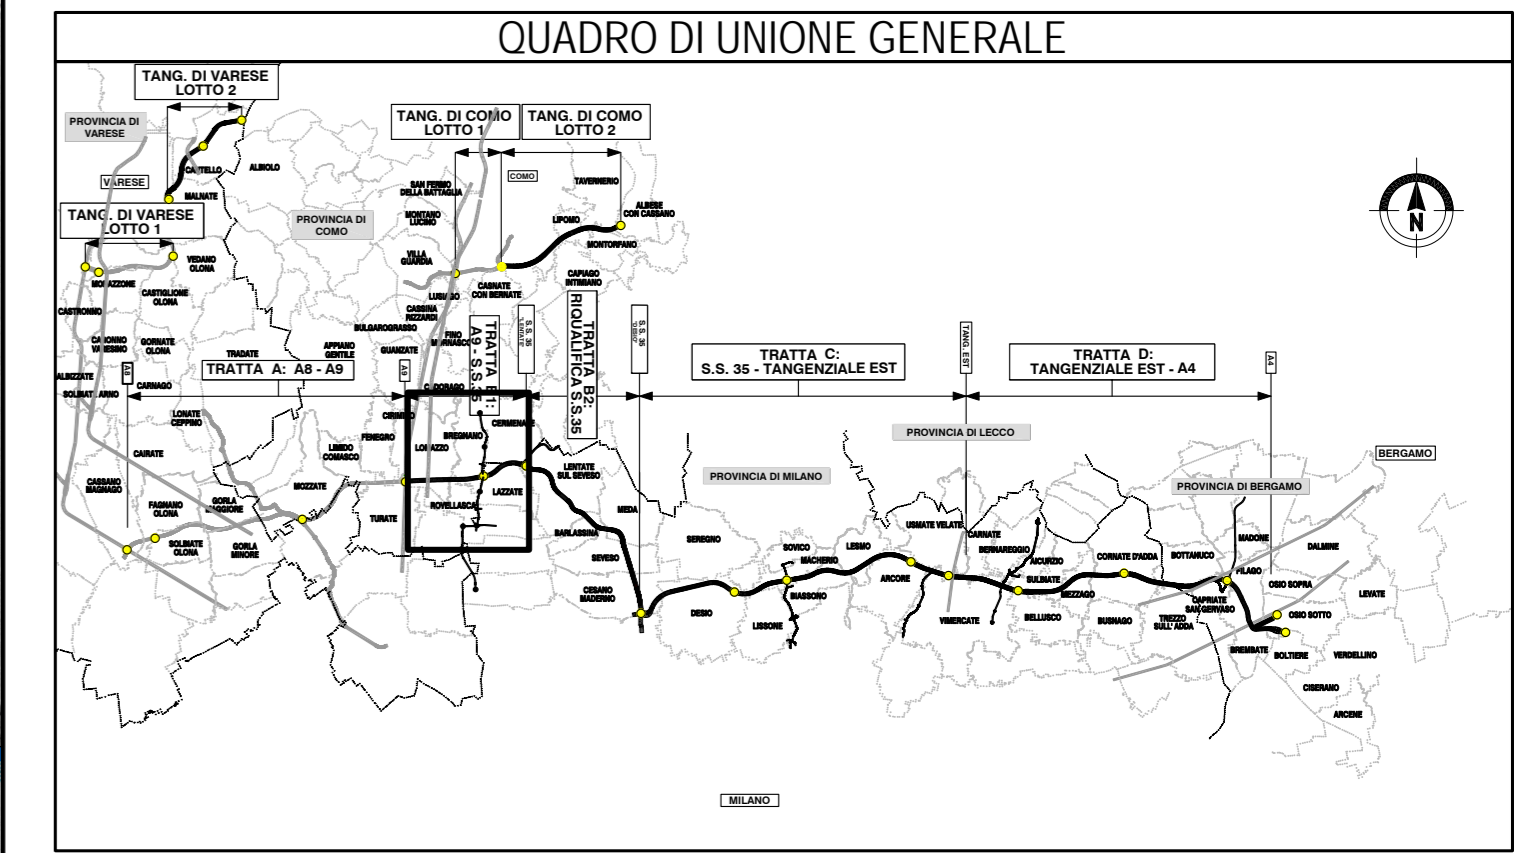 QUADRO DI UNIONE GENERALE
TANG. DI VARESE
LOTTO 2
PROVINCIA DI
VARESE
CANTELLO
ALBIOLO
VARESE
MALNATE
TANG. DI VARESE
LOTTO 1
PROVINCIA DI
COMO
VEDANO
OLONA
MORAZZONE
CASTIGLIONE
OLONA
CASTRONNO
CARONNO
VARESINO
GORNATE
OLONA
TRADATE
ALBIZZATE
SOLBIATE ARNO
CARNAGO
A8
TRATTA A: A8 - A9
LONATE
CEPPINO
CAIRATE
CASSANO
MAGNAGO
FAGNANO
OLONA
GORLA
MAGGIORE
SOLBIATE
OLONA
GORLA
MINORE
MOZZATE
LIMIDO
COMASCO
FENEGRO
CIRIMIDO
TURATE
TANG. DI COMO
LOTTO 1
TANG. DI COMO
LOTTO 2
COMO
SAN FERMO
DELLA BATTAGLIA
MONTANO
LUCINO
VILLA
GUARDIA
TAVERNERIO
ALBESE
CON CASSANO
LIPOMO
MONTORFANO
CAPIAGO
INTIMIANO
CASNATE
CON BERNATE
LUISAGO
CASSINA
RIZZARDI
BULGAROGRASSO
FINO
MORNASCO
APPIANO
GENTILE
GUANZATE
A9
CADORAGO
TRATTA B1:
A9 - S.S.35
S.S. 35
"LENTATE"
TRATTA B2:
RIQUALIFICA S.S.35
S.S. 35
LOMAZZO
BREGNANO
CERMENATE
ROVELLASCA
LAZZATE
LENTATE
SUL SEVESO
MEDA
BARLASSINA
SEVESO
CESANO
MADERNO
TRATTA C:
S.S. 35 - TANGENZIALE EST
TANG. EST
TRATTA D:
TANGENZIALE EST - A4
A4
PROVINCIA DI LECCO
PROVINCIA DI MILANO
BERGAMO
PROVINCIA DI BERGAMO
SEREGNO
DESIO
LISSONE
SOVICO
MACHERIO
BIASSONO
LESMO
ARCORE
USMATE VELATE
CARNATE
BERNAREGGIO
AICURZIO
SULBIATE
MEZZAGO
VIMERCATE
BELLUSCO
CORNATE D'ADDA
BUSNAGO
BOTTANUCO
MADONE
DALMINE
FILAGO
OSIO SOPRA
LEVATE
CAPRIATE
SAN GERVASO
TREZZO
SULL' ADDA
OSIO SOTTO
BREMBATE
BOLTIERE
VERDELLINO
CISERANO
ARCENE
MILANO
N